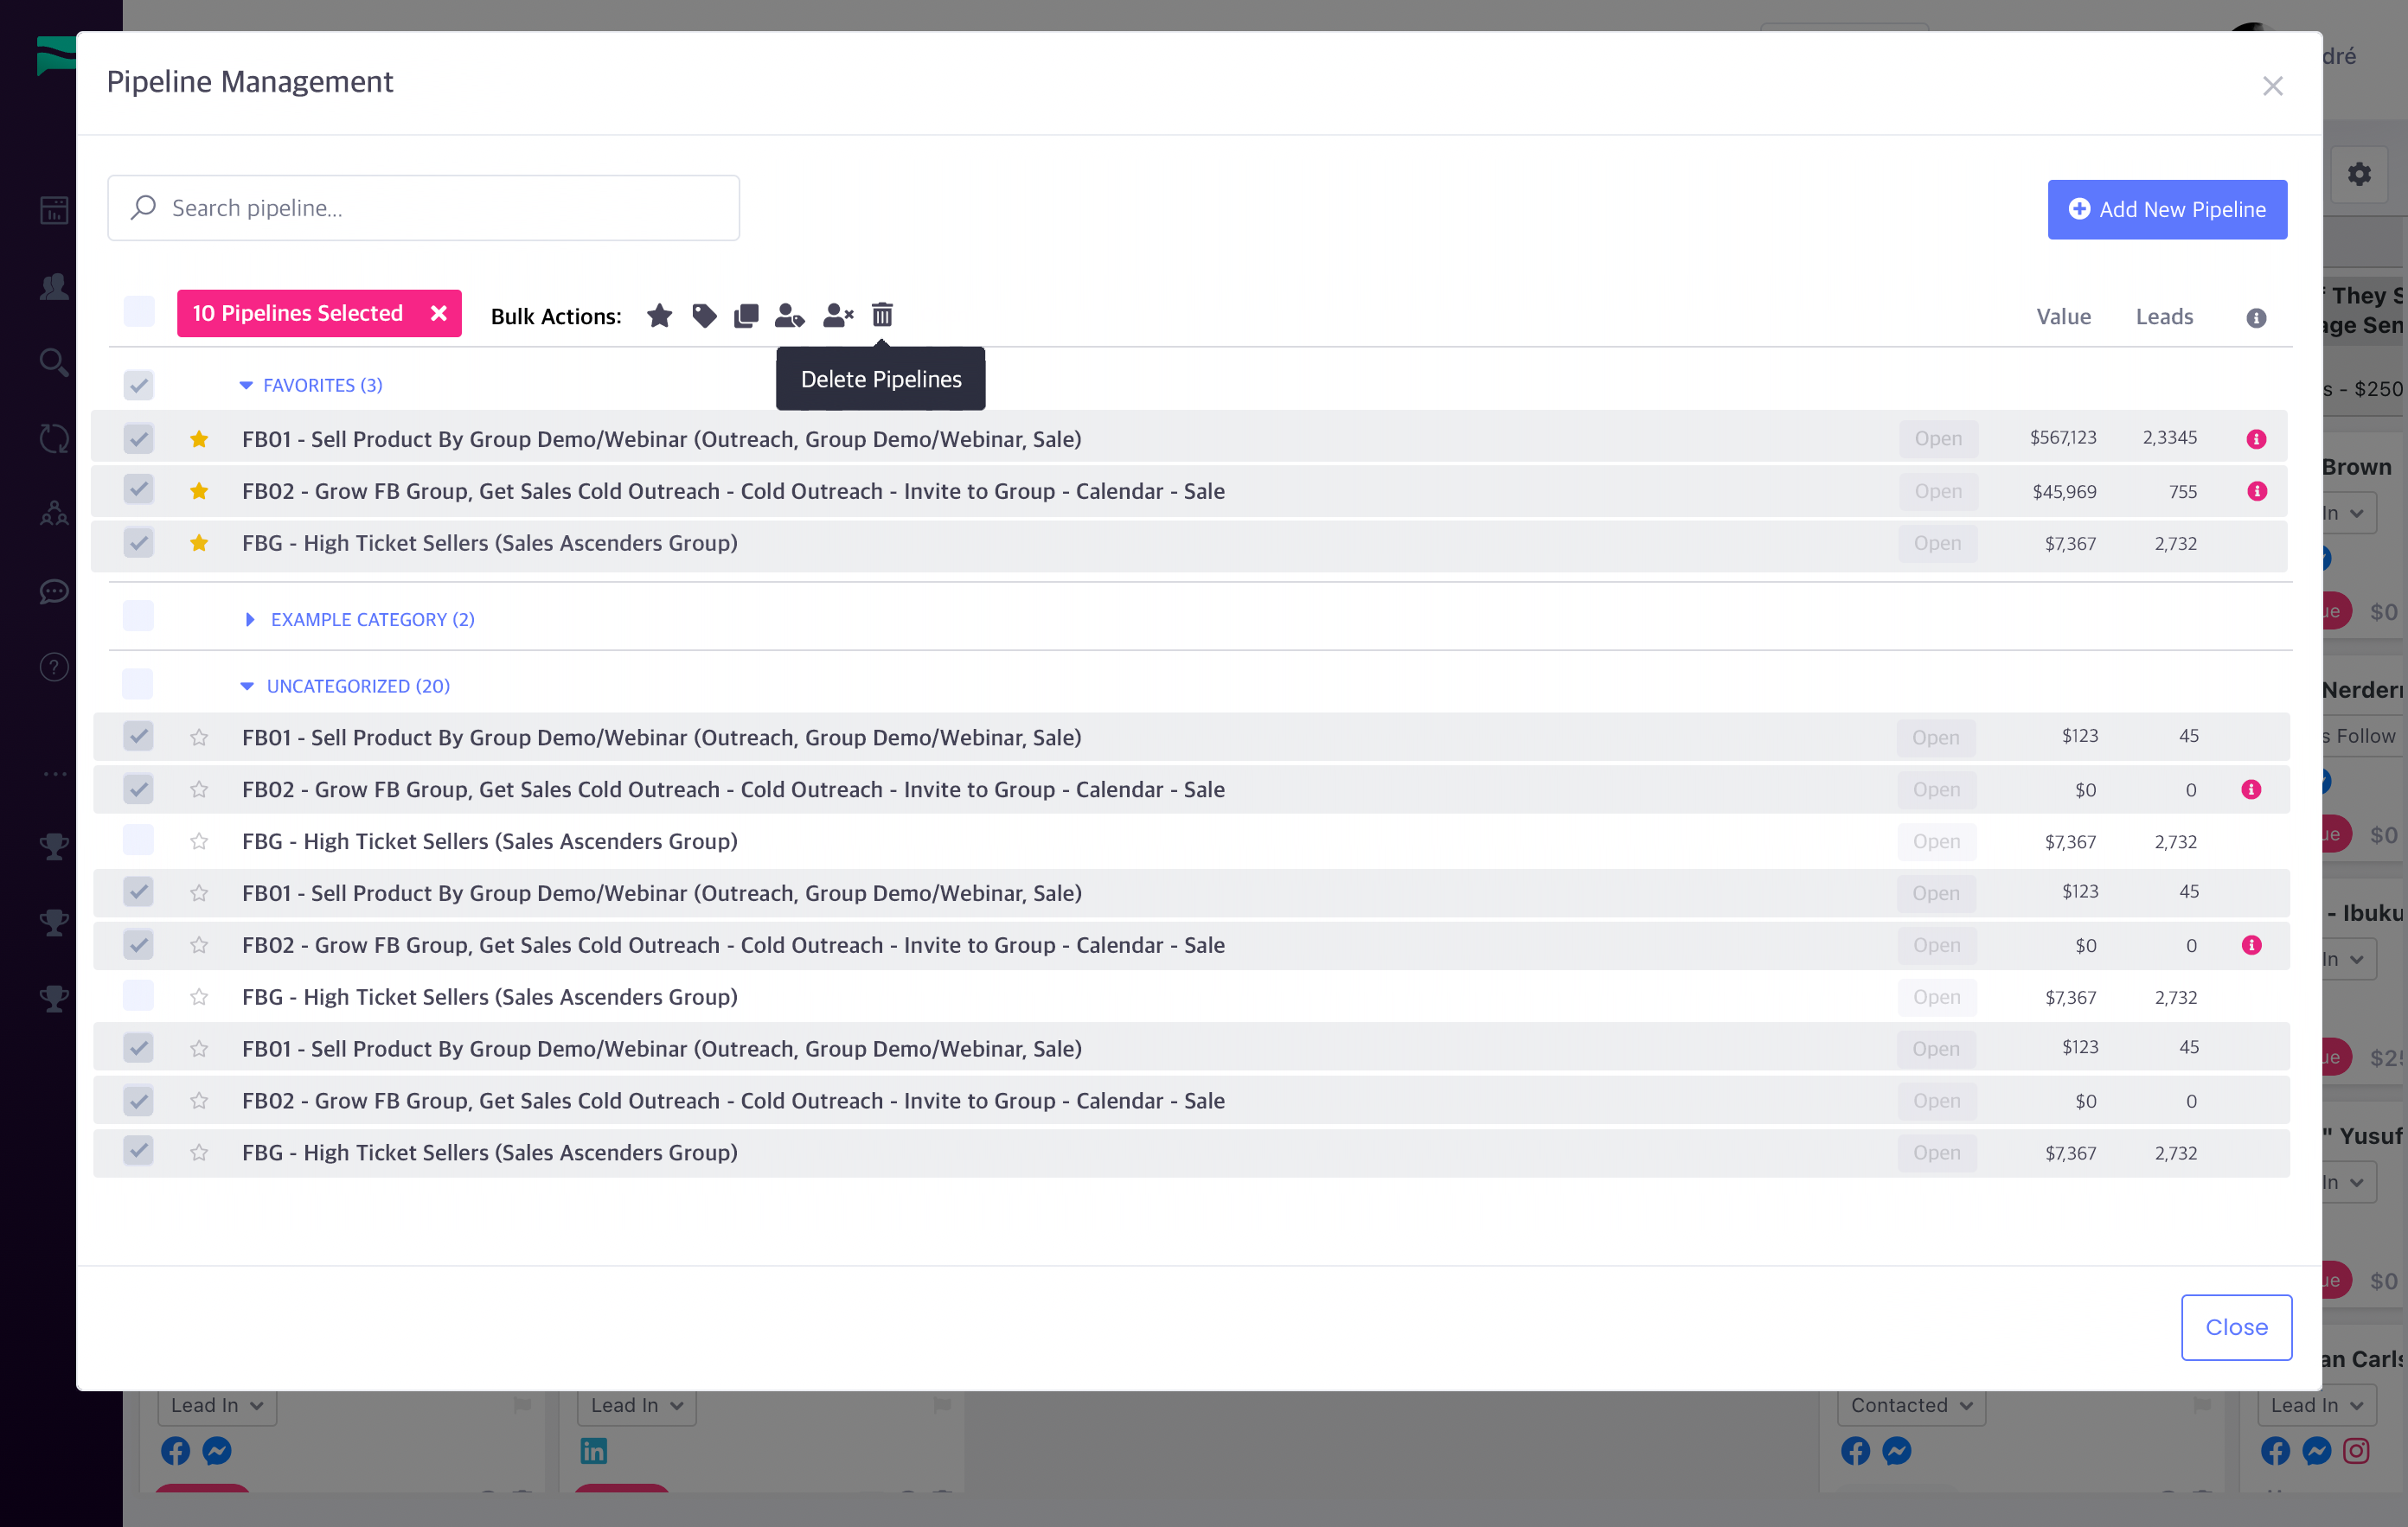 dré
Pipeline Management
Search pipeline...
Add New Pipeline
10 Pipelines Selected
Bulk Actions:
Value Leads
Delete Pipelines
FAVORITES (3)
FB01 - Sell Product By Group Demo/Webinar (Outreach, Group Demo/Webinar, Sale) Open $567,123 2,3345
FB02 - Grow FB Group, Get Sales Cold Outreach - Cold Outreach - Invite to Group - Calendar - Sale Open $45,969 755
FBG - High Ticket Sellers (Sales Ascenders Group) Open $7,367 2,732
EXAMPLE CATEGORY (2)
UNCATEGORIZED (20)
FB01 - Sell Product By Group Demo/Webinar (Outreach, Group Demo/Webinar, Sale) Open $123 45
FB02 - Grow FB Group, Get Sales Cold Outreach - Cold Outreach - Invite to Group - Calendar - Sale Open $0 0
FBG - High Ticket Sellers (Sales Ascenders Group) Open $7,367 2,732
FB01 - Sell Product By Group Demo/Webinar (Outreach, Group Demo/Webinar, Sale) Open $123 45
FB02 - Grow FB Group, Get Sales Cold Outreach - Cold Outreach - Invite to Group - Calendar - Sale Open $0 0
FBG - High Ticket Sellers (Sales Ascenders Group) Open $7,367 2,732
FB01 - Sell Product By Group Demo/Webinar (Outreach, Group Demo/Webinar, Sale) Open $123 45
FB02 - Grow FB Group, Get Sales Cold Outreach - Cold Outreach - Invite to Group - Calendar - Sale Open $0 0
FBG - High Ticket Sellers (Sales Ascenders Group) Open $7,367 2,732
Close
They S
age Sen
s - $250
Brown
In
ue $0
Nerder
s Follow
ue $0
- Ibuku
In
ue $25
" Yusuf
In
ue $0
an Carls
Lead In
Lead In
Contacted
Lead In